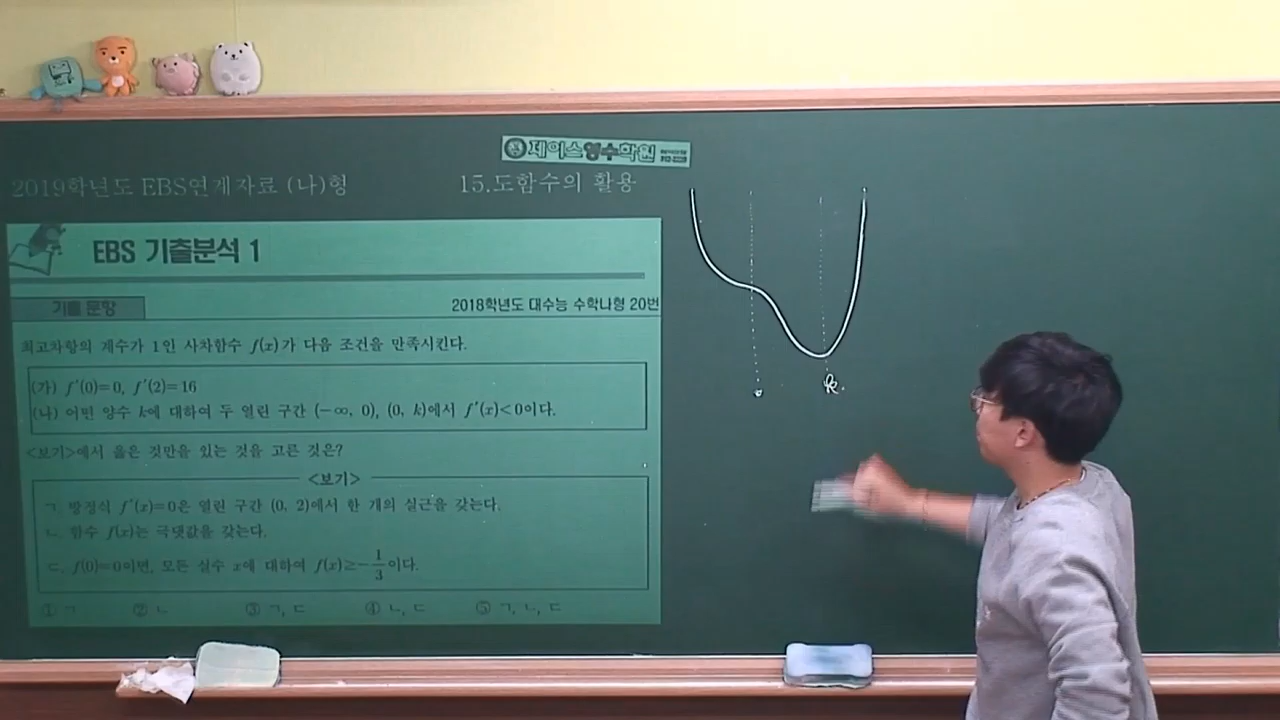 제이스영수학원
2019학년도 EBS연계자료 (나)형
15.도함수의 활용
EBS 기출분석 1
기출 문항
2018학년도 대수능 수학나형 20번
최고차항의 계수가 1인 사차함수 f(x)가 다음 조건을 만족시킨다.
(가) f′(0)=0, f′(2)=16
(나) 어떤 양수 k에 대하여 두 열린 구간 (−∞, 0), (0, k)에서 f′(x)<0이다.
<보기>에서 옳은 것만을 있는 것을 고른 것은?
<보기>
ㄱ. 방정식 f′(x)=0은 열린 구간 (0, 2)에서 한 개의 실근을 갖는다.
ㄴ. 함수 f(x)는 극댓값을 갖는다.
ㄷ. f(0)=0이면, 모든 실수 x에 대하여 f(x)≥−1/3이다.
① ㄱ ② ㄴ ③ ㄱ, ㄷ ④ ㄴ, ㄷ ⑤ ㄱ, ㄴ, ㄷ
0 k.